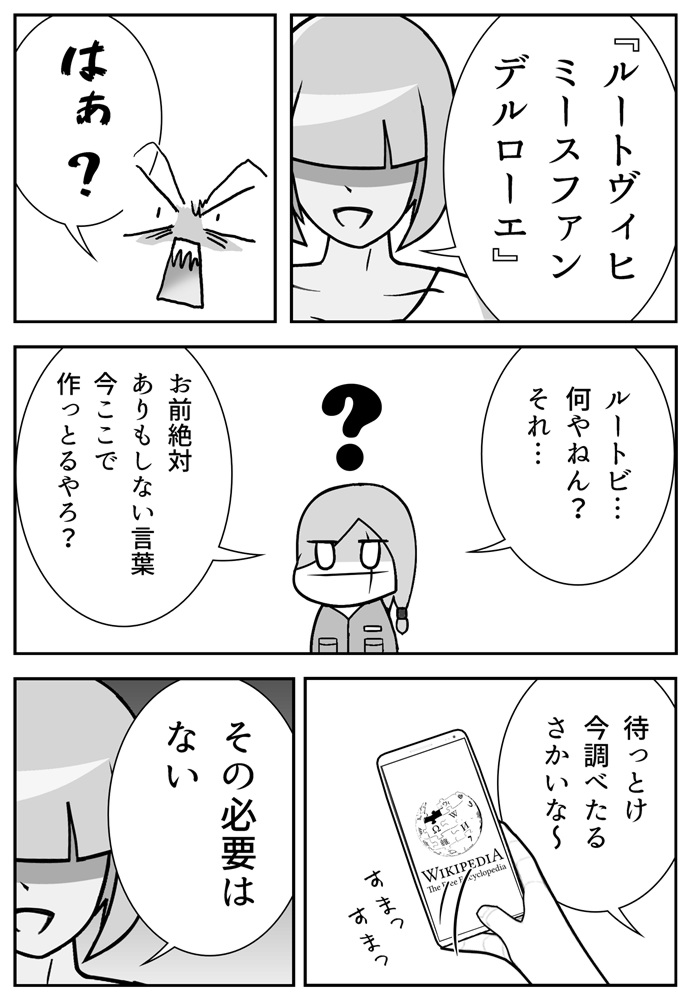 『ルートヴィヒ
ミースファン
デルローエ』
はあ？
ルートビ…
何やねん？
それ…
？
お前絶対
ありもしない言葉
今ここで
作っとるやろ？
待っとけ
今調べたる
さかいな〜
WIKIPEDIA
The Free Encyclopedia
すまっ
すまっ
その必要は
ない